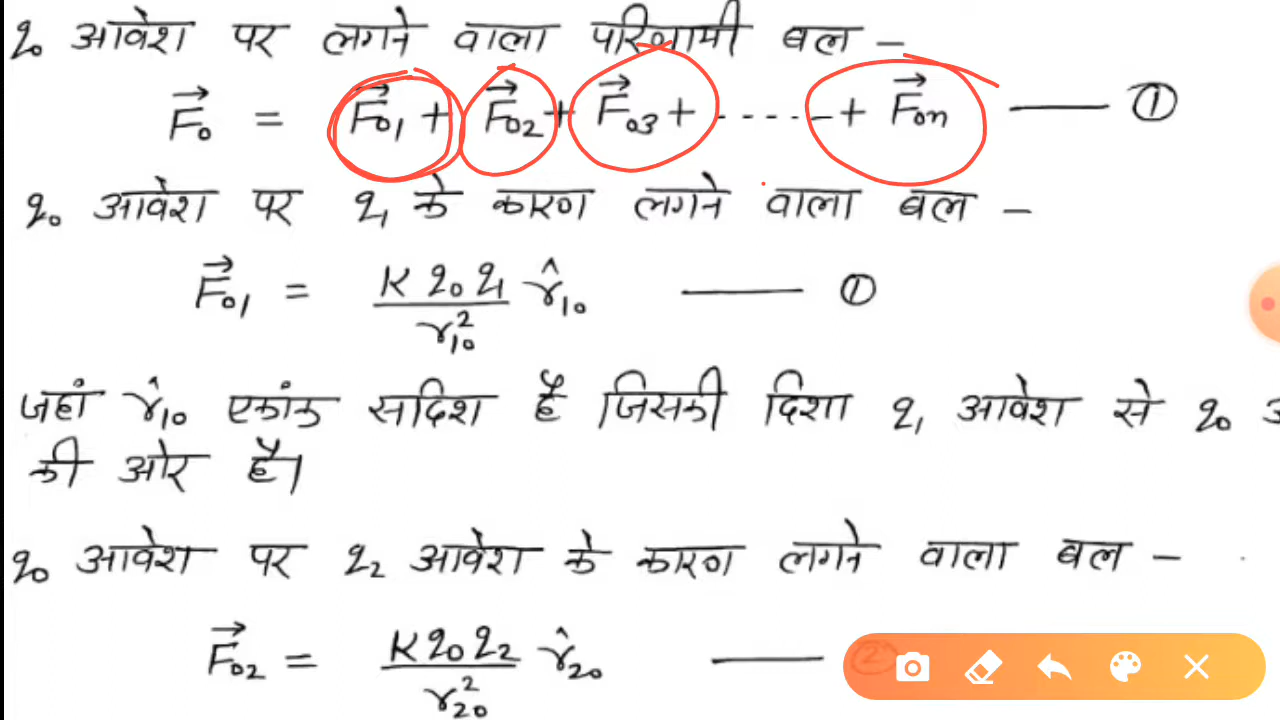 q₀ आवेश पर लगने वाला परिणामी बल –
F⃗₀ = F⃗₀₁ + F⃗₀₂ + F⃗₀₃ + ...... + F⃗₀ₙ —— ①
q₀ आवेश पर q₁ के कारण लगने वाला बल –
F⃗₀₁ = K q₀ q₁ / r₁₀² r̂₁₀ —— ①
जहां r̂₁₀ एकांक सदिश है जिसकी दिशा q₁ आवेश से q₀
की ओर है।
q₀ आवेश पर q₂ आवेश के कारण लगने वाला बल –
F⃗₀₂ = K q₀ q₂ / r₂₀² r̂₂₀ —— ②